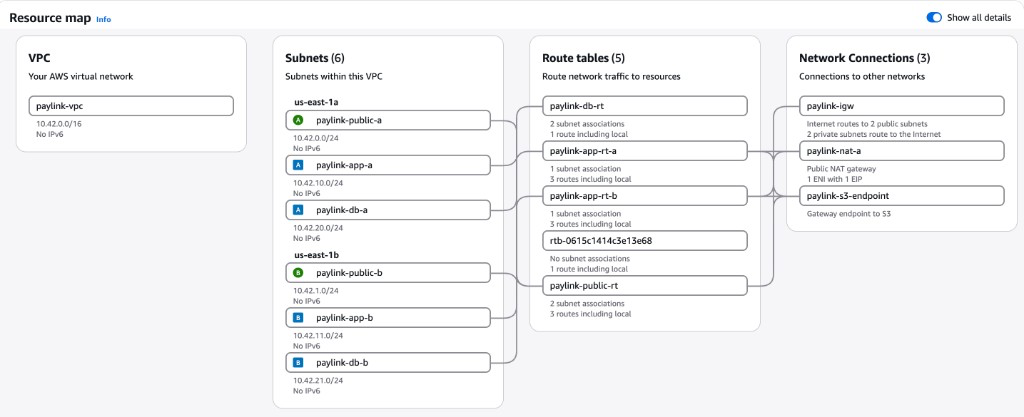 Resource map Info
Show all details
VPC
Your AWS virtual network
paylink-vpc
10.42.0.0/16
No IPv6
Subnets (6)
Subnets within this VPC
us-east-1a
A paylink-public-a
10.42.0.0/24
No IPv6
A paylink-app-a
10.42.10.0/24
No IPv6
A paylink-db-a
10.42.20.0/24
No IPv6
us-east-1b
B paylink-public-b
10.42.1.0/24
No IPv6
B paylink-app-b
10.42.11.0/24
No IPv6
B paylink-db-b
10.42.21.0/24
No IPv6
Route tables (5)
Route network traffic to resources
paylink-db-rt
2 subnet associations
1 route including local
paylink-app-rt-a
1 subnet association
3 routes including local
paylink-app-rt-b
1 subnet association
3 routes including local
rtb-0615c1414c3e13e68
No subnet associations
1 route including local
paylink-public-rt
2 subnet associations
3 routes including local
Network Connections (3)
Connections to other networks
paylink-igw
Internet routes to 2 public subnets
2 private subnets route to the Internet
paylink-nat-a
Public NAT gateway
1 ENI with 1 EIP
paylink-s3-endpoint
Gateway endpoint to S3